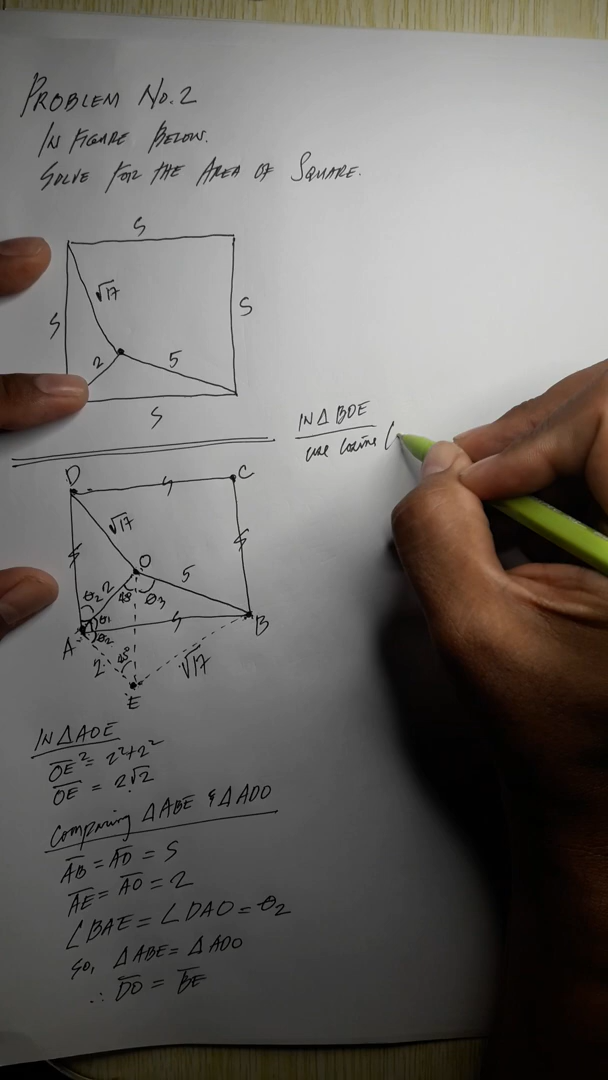 PROBLEM NO. 2
IN FIGURE BELOW.
SOLVE FOR THE AREA OF SQUARE.
S
√17
S
S
2
5
S
IN △ BOE
use cosine (
D
S
C
√17
O
S
S
θ2
2
45°
θ3
5
θ1
S
A
θ2
B
2
45°
√17
E
IN △AOE
OE² = 2²+2²
OE = 2√2
Comparing △ABE & △ADO
AB = AD = S
AE = AO = 2
∠BAE = ∠DAO = θ2
so, △ABE = △ADO
∴ DO = BE